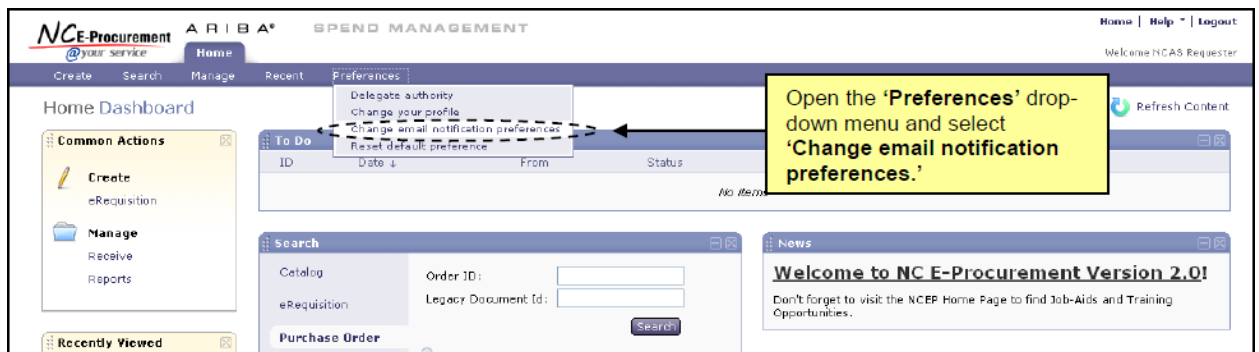 NC E-Procurement
@your service
ARIBA® SPEND MANAGEMENT
Home | Help | Logout
Home
Welcome NCAS Requester
Create Search Manage Recent Preferences
Delegate authority
Change your profile
Change email notification preferences
Reset default preference
Open the ‘Preferences’ drop-
down menu and select
‘Change email notification
preferences.’
Home Dashboard
Refresh Content
Common Actions
Create
eRequisition
Manage
Receive
Reports
Recently Viewed
To Do
ID Date ↓ From Status
No items
Search
Catalog
eRequisition
Purchase Order
Order ID:
Legacy Document Id:
Search
News
Welcome to NC E-Procurement Version 2.0!
Don't forget to visit the NCEP Home Page to find Job-Aids and Training
Opportunities.